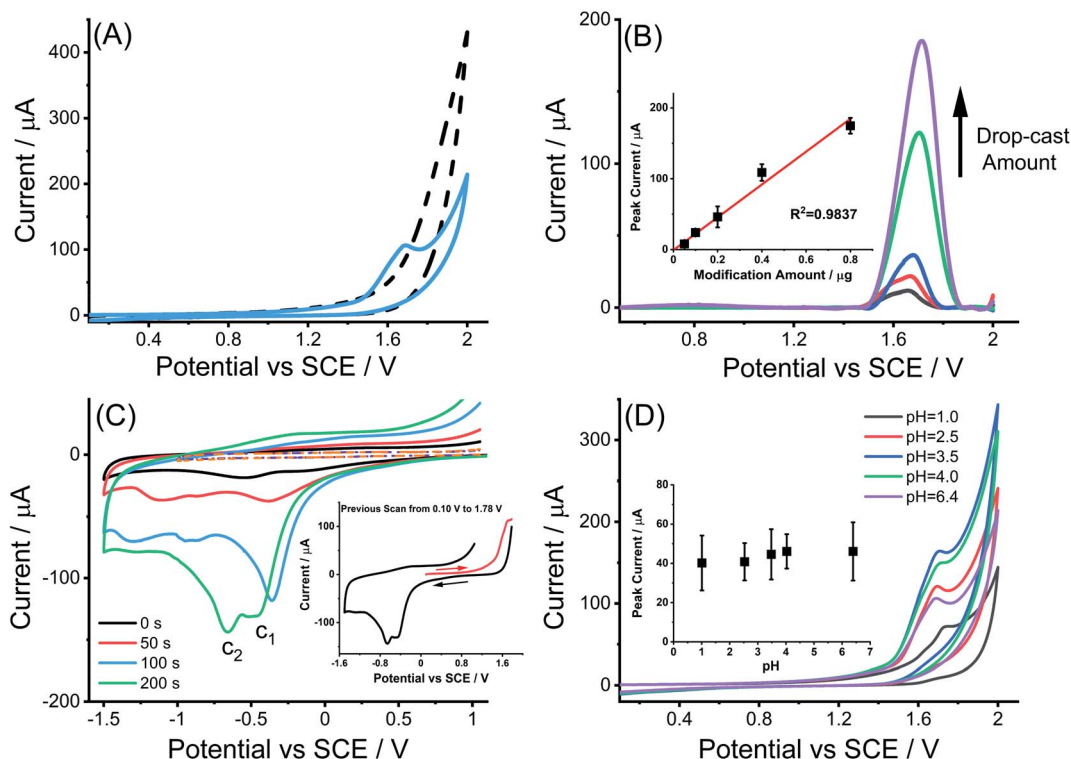 (A)
Current / μA
400
300
200
100
0
0.4
0.8
1.2
1.6
2
Potential vs SCE / V
(B)
Current / μA
200
100
0
0.8
1.2
1.6
2
Potential vs SCE / V
Drop-cast
Amount
Peak Current / μA
200
100
0
0.0
0.2
0.4
0.6
0.8
Modification Amount / μg
R²=0.9837
(C)
Current / μA
0
-100
-200
-1.5
-1
-0.5
0
0.5
1
Potential vs SCE / V
c₂
c₁
0 s
50 s
100 s
200 s
Previous Scan from 0.10 V to 1.78 V
Current / μA
100
0
-100
-1.6
-0.8
0
0.8
1.6
Potential vs SCE / V
(D)
Current / μA
300
200
100
0
0.4
0.8
1.2
1.6
2
Potential vs SCE / V
pH=1.0
pH=2.5
pH=3.5
pH=4.0
pH=6.4
Peak Current / μA
80
60
40
20
0
0
1
2
3
4
5
6
7
pH